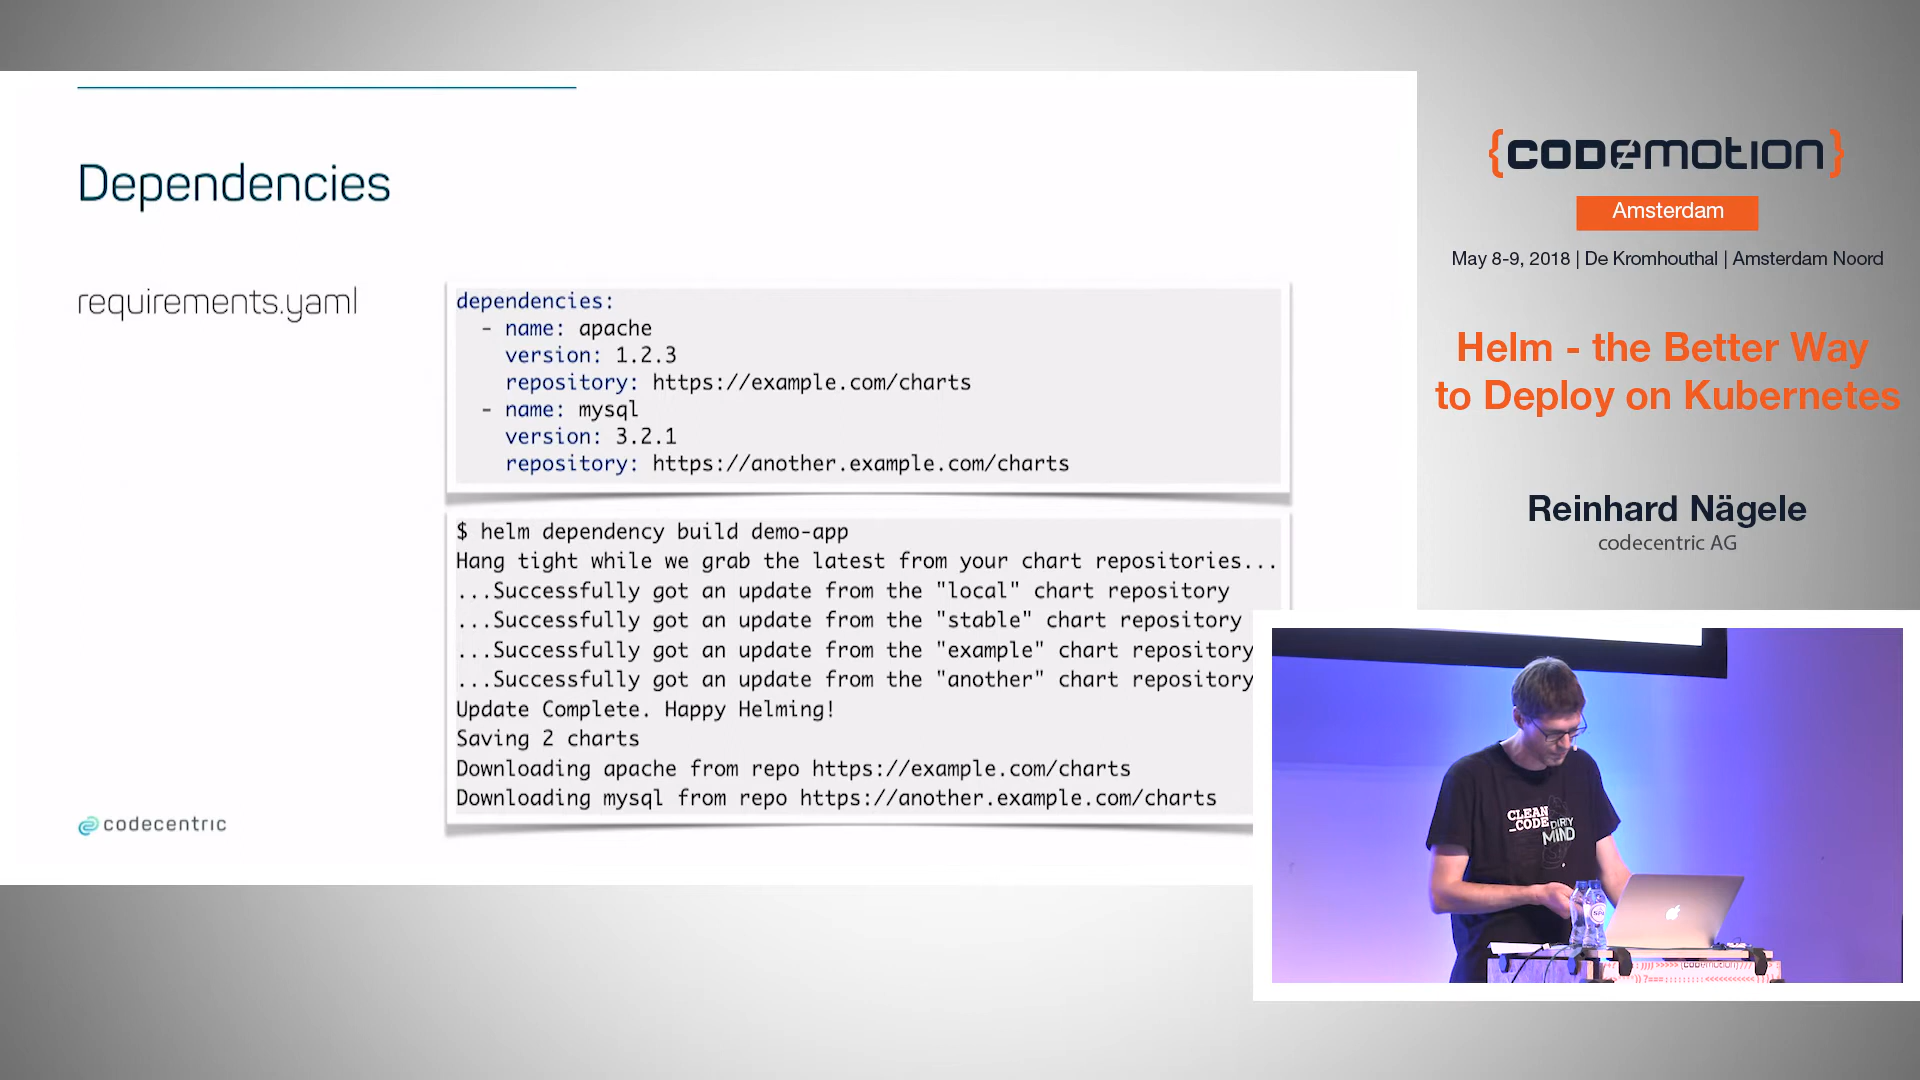 Dependencies
requirements.yaml
dependencies:
- name: apache
version: 1.2.3
repository: https://example.com/charts
- name: mysql
version: 3.2.1
repository: https://another.example.com/charts
$ helm dependency build demo-app
Hang tight while we grab the latest from your chart repositories...
...Successfully got an update from the "local" chart repository
...Successfully got an update from the "stable" chart repository
...Successfully got an update from the "example" chart repository
...Successfully got an update from the "another" chart repository
Update Complete. Happy Helming!
Saving 2 charts
Downloading apache from repo https://example.com/charts
Downloading mysql from repo https://another.example.com/charts
codecentric
{codemotion}
Amsterdam
May 8-9, 2018 | De Kromhouthal | Amsterdam Noord
Helm - the Better Way
to Deploy on Kubernetes
Reinhard Nägele
codecentric AG
CLEAN
_CODE
DIRTY
MIND